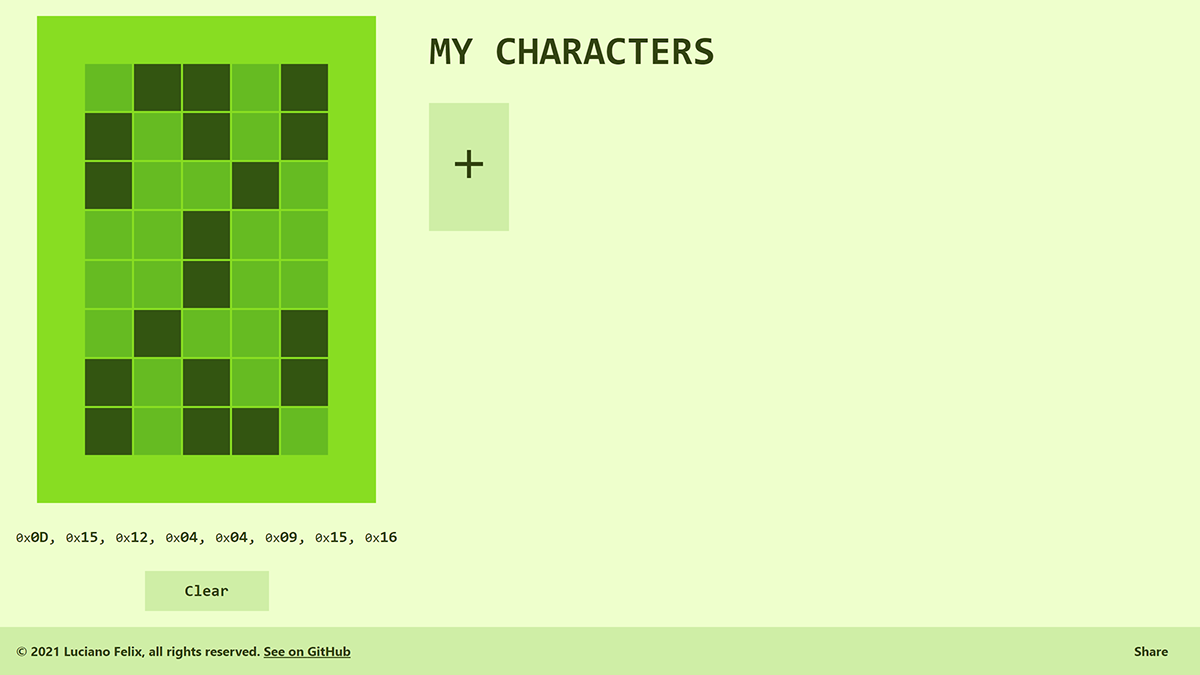 MY CHARACTERS
+
0x0D, 0x15, 0x12, 0x04, 0x04, 0x09, 0x15, 0x16
Clear
© 2021 Luciano Felix, all rights reserved. See on GitHub
Share